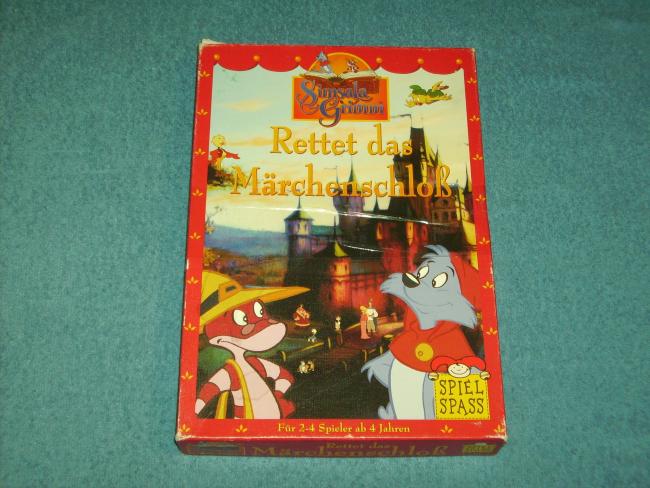 Simsala
Grimm
Rettet das
Märchenschloß
SPIEL
SPASS
Für 2-4 Spieler ab 4 Jahren
Rettet das
Märchenschloß